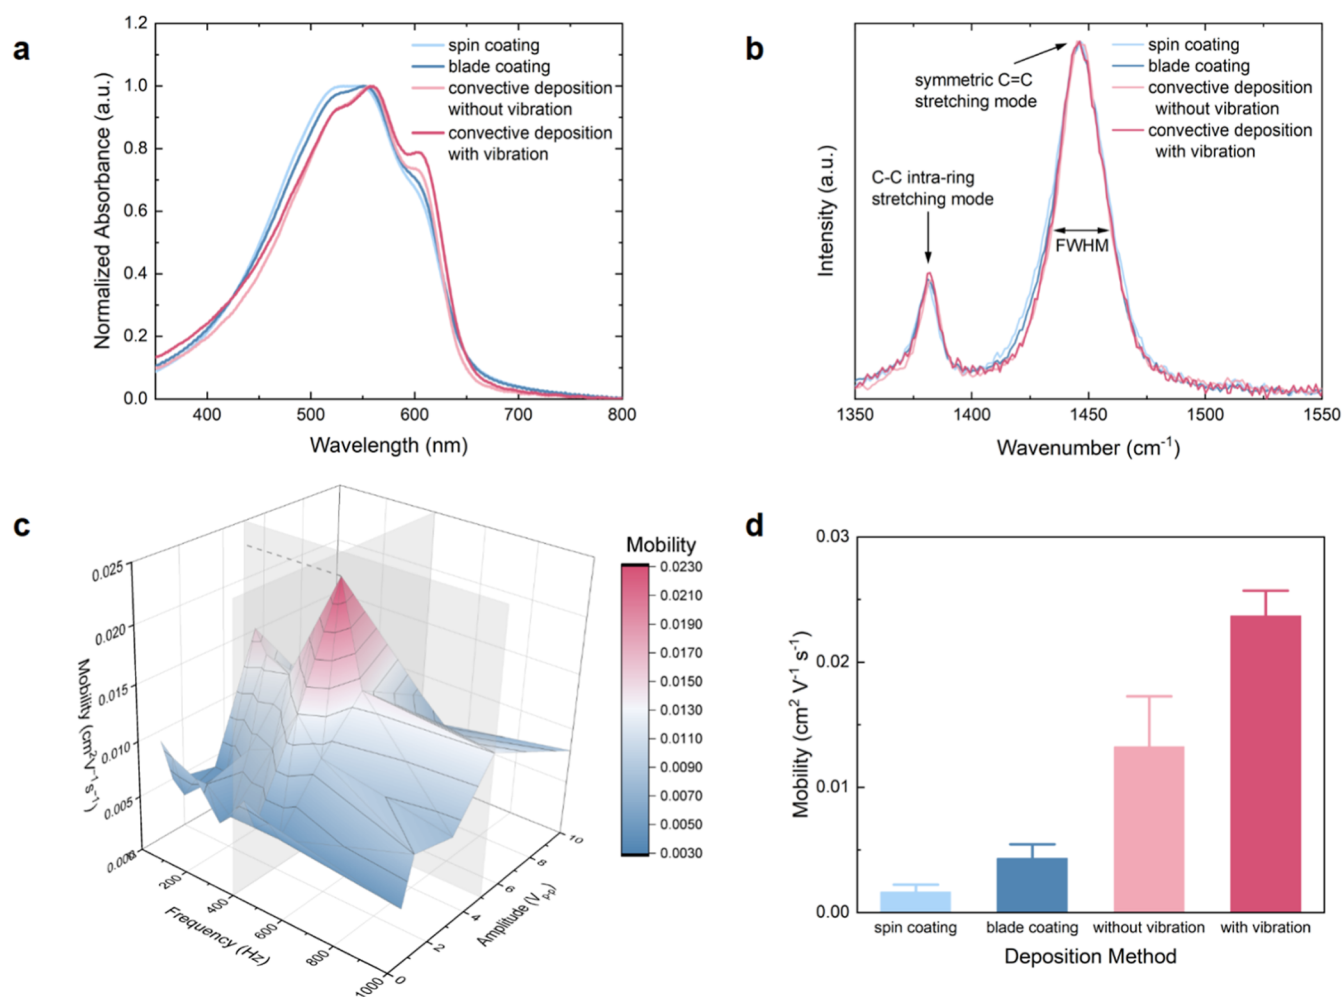 a
1.2
1.0
0.8
0.6
0.4
0.2
0.0
Normalized Absorbance (a.u.)
spin coating
blade coating
convective deposition
without vibration
convective deposition
with vibration
400
500
600
700
800
Wavelength (nm)
b
Intensity (a.u.)
symmetric C=C
stretching mode
C-C intra-ring
stretching mode
FWHM
spin coating
blade coating
convective deposition
without vibration
convective deposition
with vibration
1350
1400
1450
1500
1550
Wavenumber (cm⁻¹)
c
0.025
0.020
0.015
0.010
0.005
0.000
Mobility (cm²V⁻¹s⁻¹)
200
400
600
800
1000
Frequency (Hz)
0
2
4
6
8
10
Amplitude (Vₚ₋ₚ)
Mobility
0.0230
0.0210
0.0190
0.0170
0.0150
0.0130
0.0110
0.0090
0.0070
0.0050
0.0030
d
0.03
0.02
0.01
0.00
Mobility (cm² V⁻¹ s⁻¹)
spin coating
blade coating
without vibration
with vibration
Deposition Method